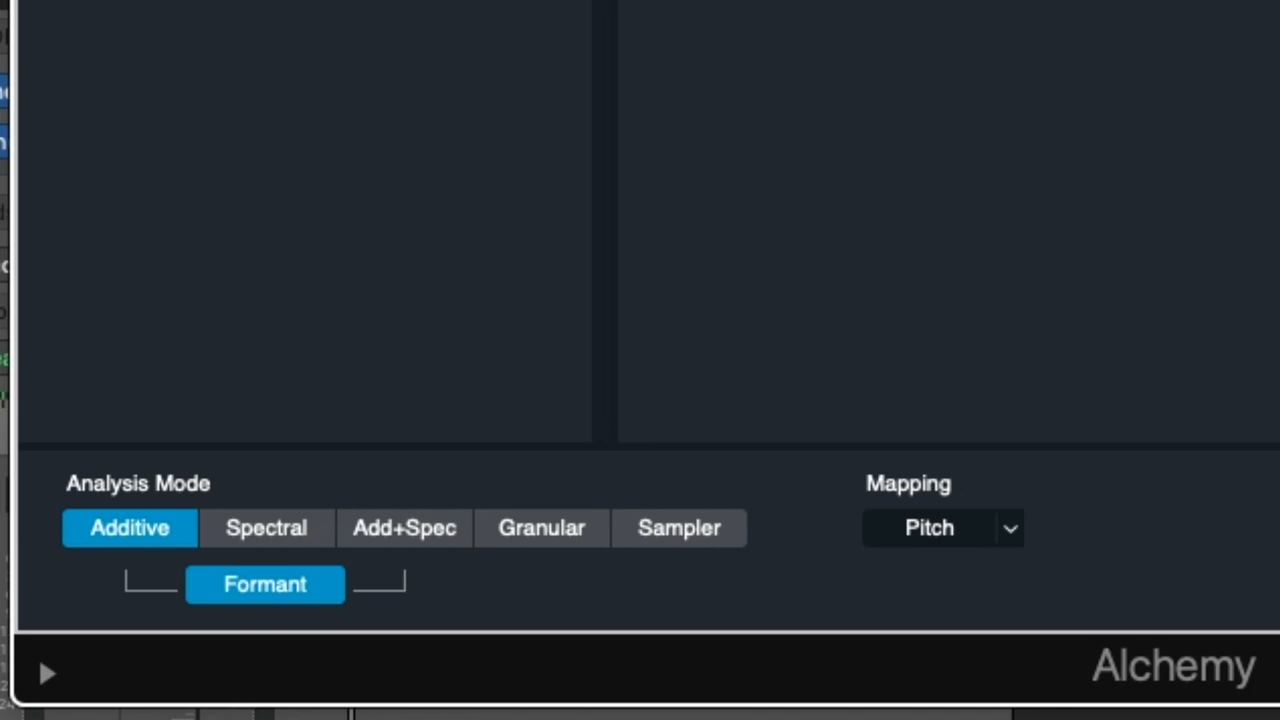 Analysis Mode
Mapping
Additive Spectral Add+Spec Granular Sampler
Pitch
Formant
Alchemy